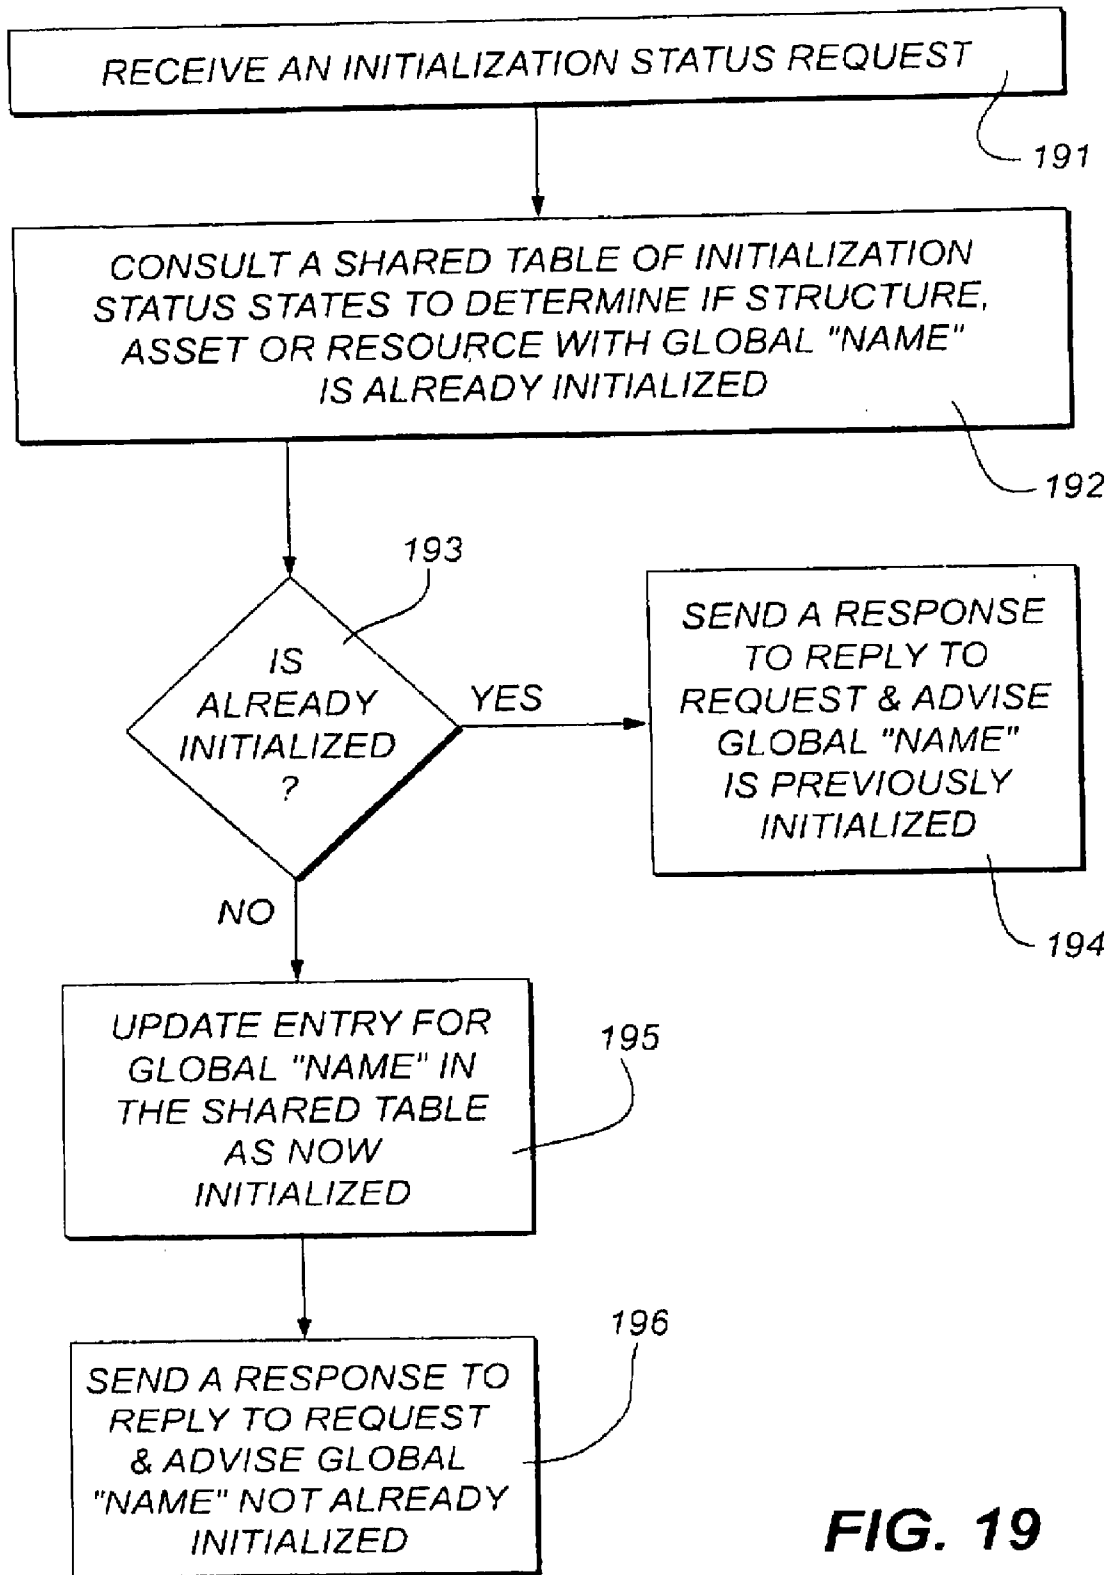 RECEIVE AN INITIALIZATION STATUS REQUEST
191
CONSULT A SHARED TABLE OF INITIALIZATION
STATUS STATES TO DETERMINE IF STRUCTURE,
ASSET OR RESOURCE WITH GLOBAL "NAME"
IS ALREADY INITIALIZED
192
193
IS
ALREADY
INITIALIZED
?
YES
SEND A RESPONSE
TO REPLY TO
REQUEST & ADVISE
GLOBAL "NAME"
IS PREVIOUSLY
INITIALIZED
194
NO
UPDATE ENTRY FOR
GLOBAL "NAME" IN
THE SHARED TABLE
AS NOW
INITIALIZED
195
SEND A RESPONSE TO
REPLY TO REQUEST
& ADVISE GLOBAL
"NAME" NOT ALREADY
INITIALIZED
196
FIG. 19